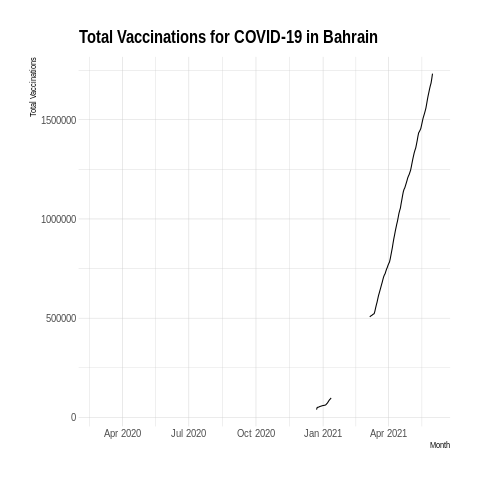 Total Vaccinations for COVID-19 in Bahrain
Total Vaccinations
1500000
1000000
500000
0
Apr 2020 Jul 2020 Oct 2020 Jan 2021 Apr 2021
Month